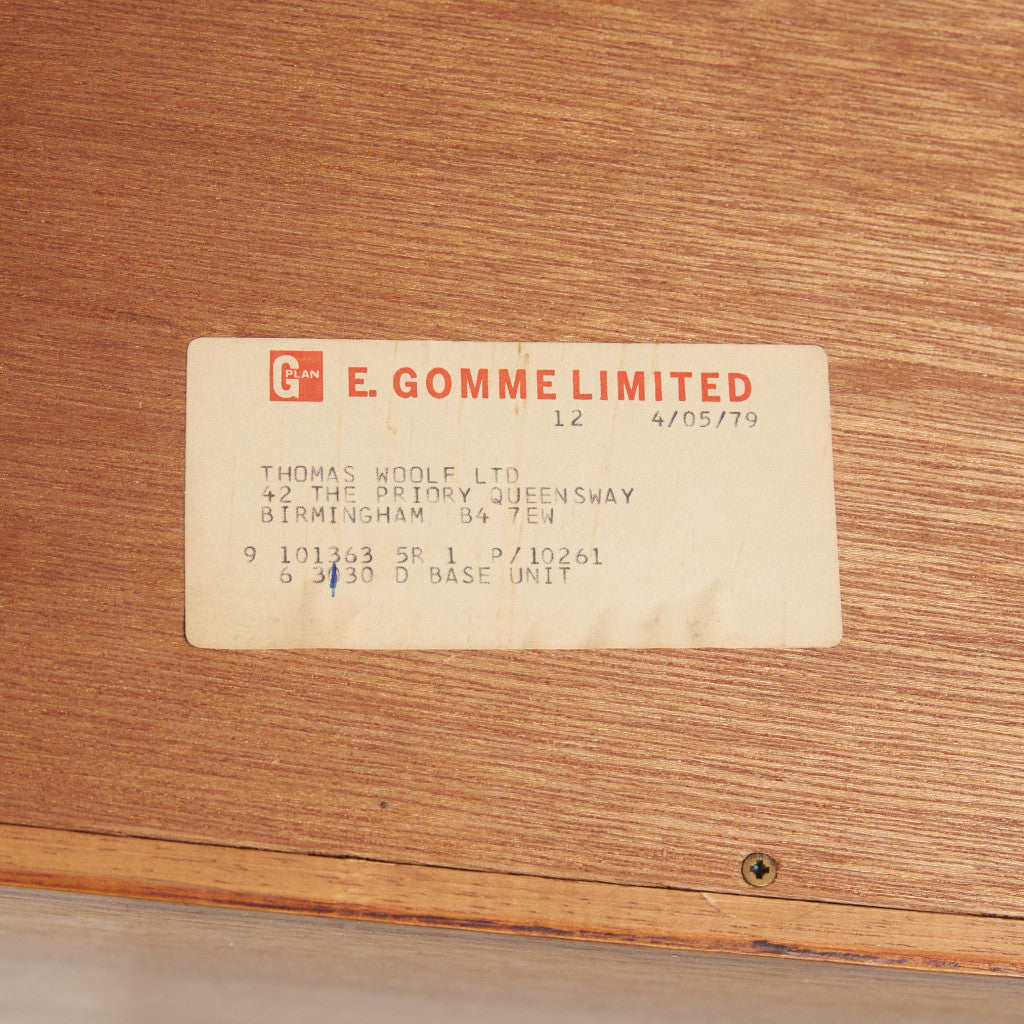 G PLAN E. GOMME LIMITED
12 4/05/79
THOMAS WOOLF LTD
42 THE PRIORY QUEENSWAY
BIRMINGHAM B4 7EW
9 101363 5R 1 P/10261
6 3030 D BASE UNIT